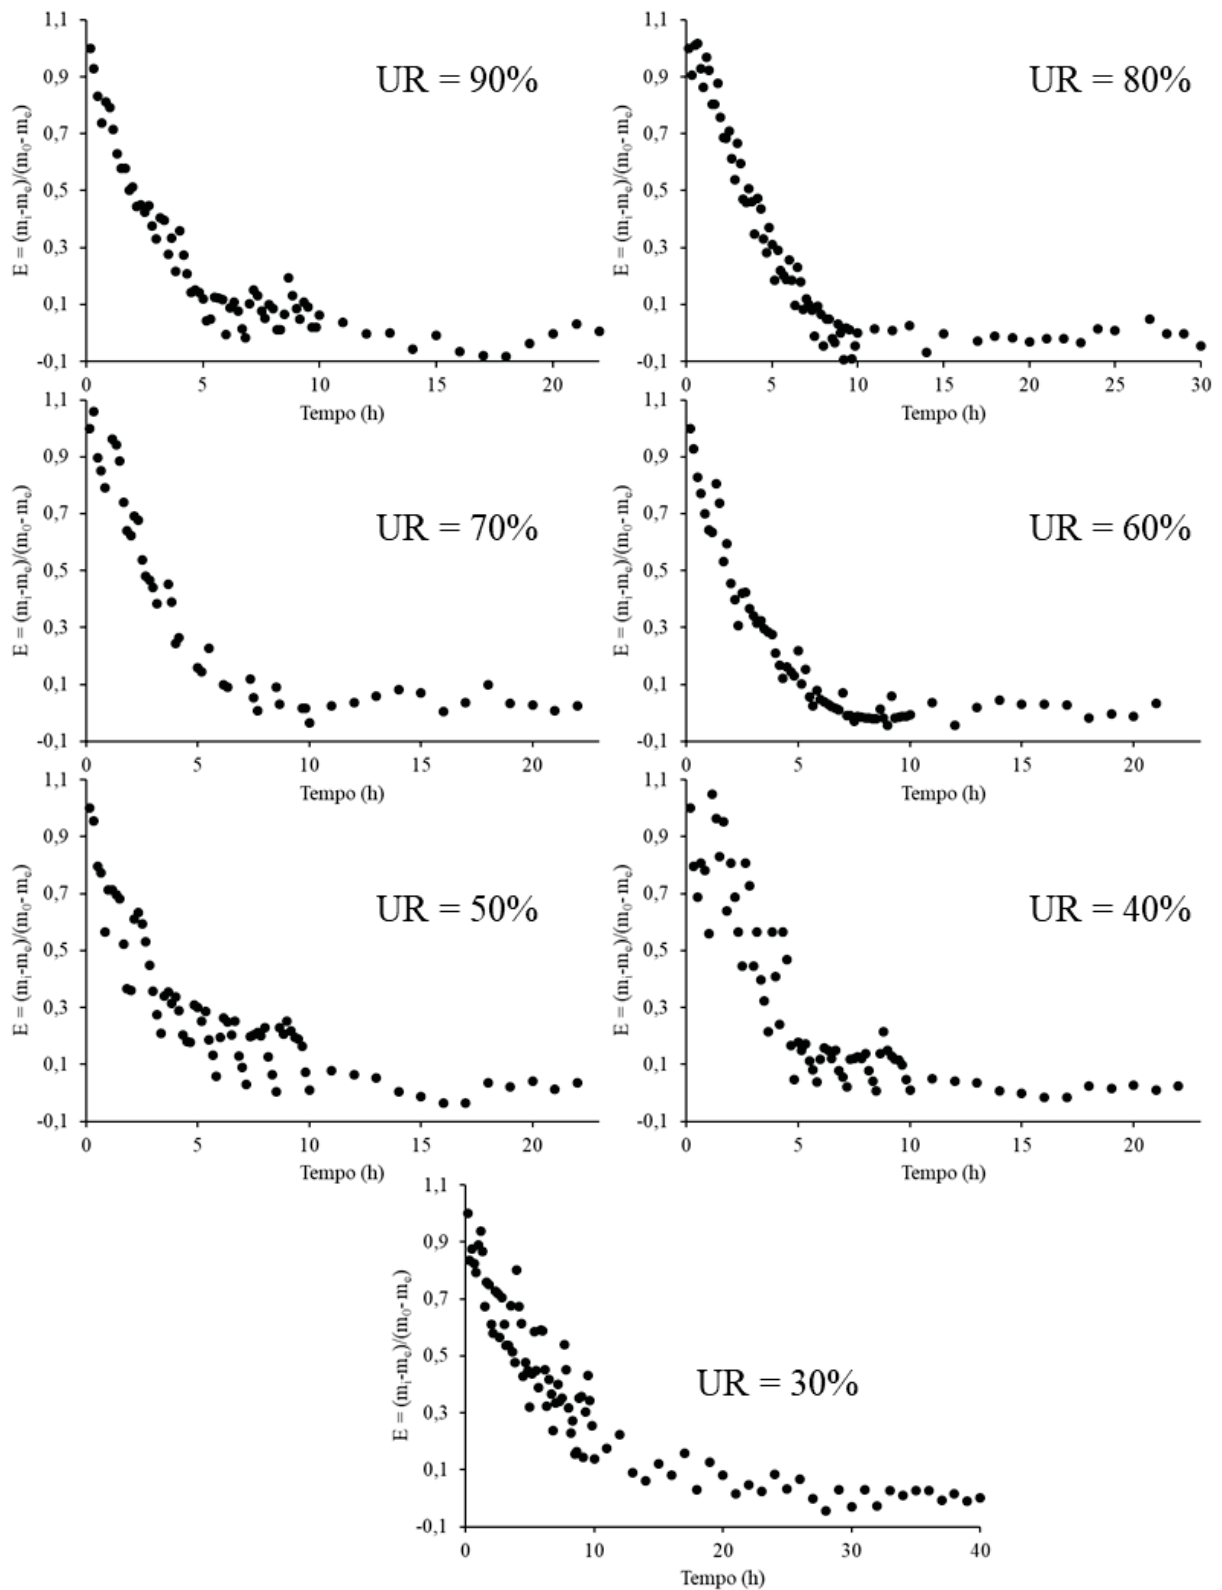 1,1
0,9
0,7
0,5
0,3
0,1
-0,1
E = (mᵢ-mₑ)/(m₀-mₑ)
UR = 90%
0 5 10 15 20
Tempo (h)
1,1
0,9
0,7
0,5
0,3
0,1
-0,1
E = (mᵢ-mₑ)/(m₀-mₑ)
UR = 80%
0 5 10 15 20 25 30
Tempo (h)
1,1
0,9
0,7
0,5
0,3
0,1
-0,1
E = (mᵢ-mₑ)/(m₀-mₑ)
UR = 70%
0 5 10 15 20
Tempo (h)
1,1
0,9
0,7
0,5
0,3
0,1
-0,1
E = (mᵢ-mₑ)/(m₀-mₑ)
UR = 60%
0 5 10 15 20
Tempo (h)
1,1
0,9
0,7
0,5
0,3
0,1
-0,1
E = (mᵢ-mₑ)/(m₀-mₑ)
UR = 50%
0 5 10 15 20
Tempo (h)
1,1
0,9
0,7
0,5
0,3
0,1
-0,1
E = (mᵢ-mₑ)/(m₀-mₑ)
UR = 40%
0 5 10 15 20
Tempo (h)
1,1
0,9
0,7
0,5
0,3
0,1
-0,1
E = (mᵢ-mₑ)/(m₀-mₑ)
UR = 30%
0 10 20 30 40
Tempo (h)